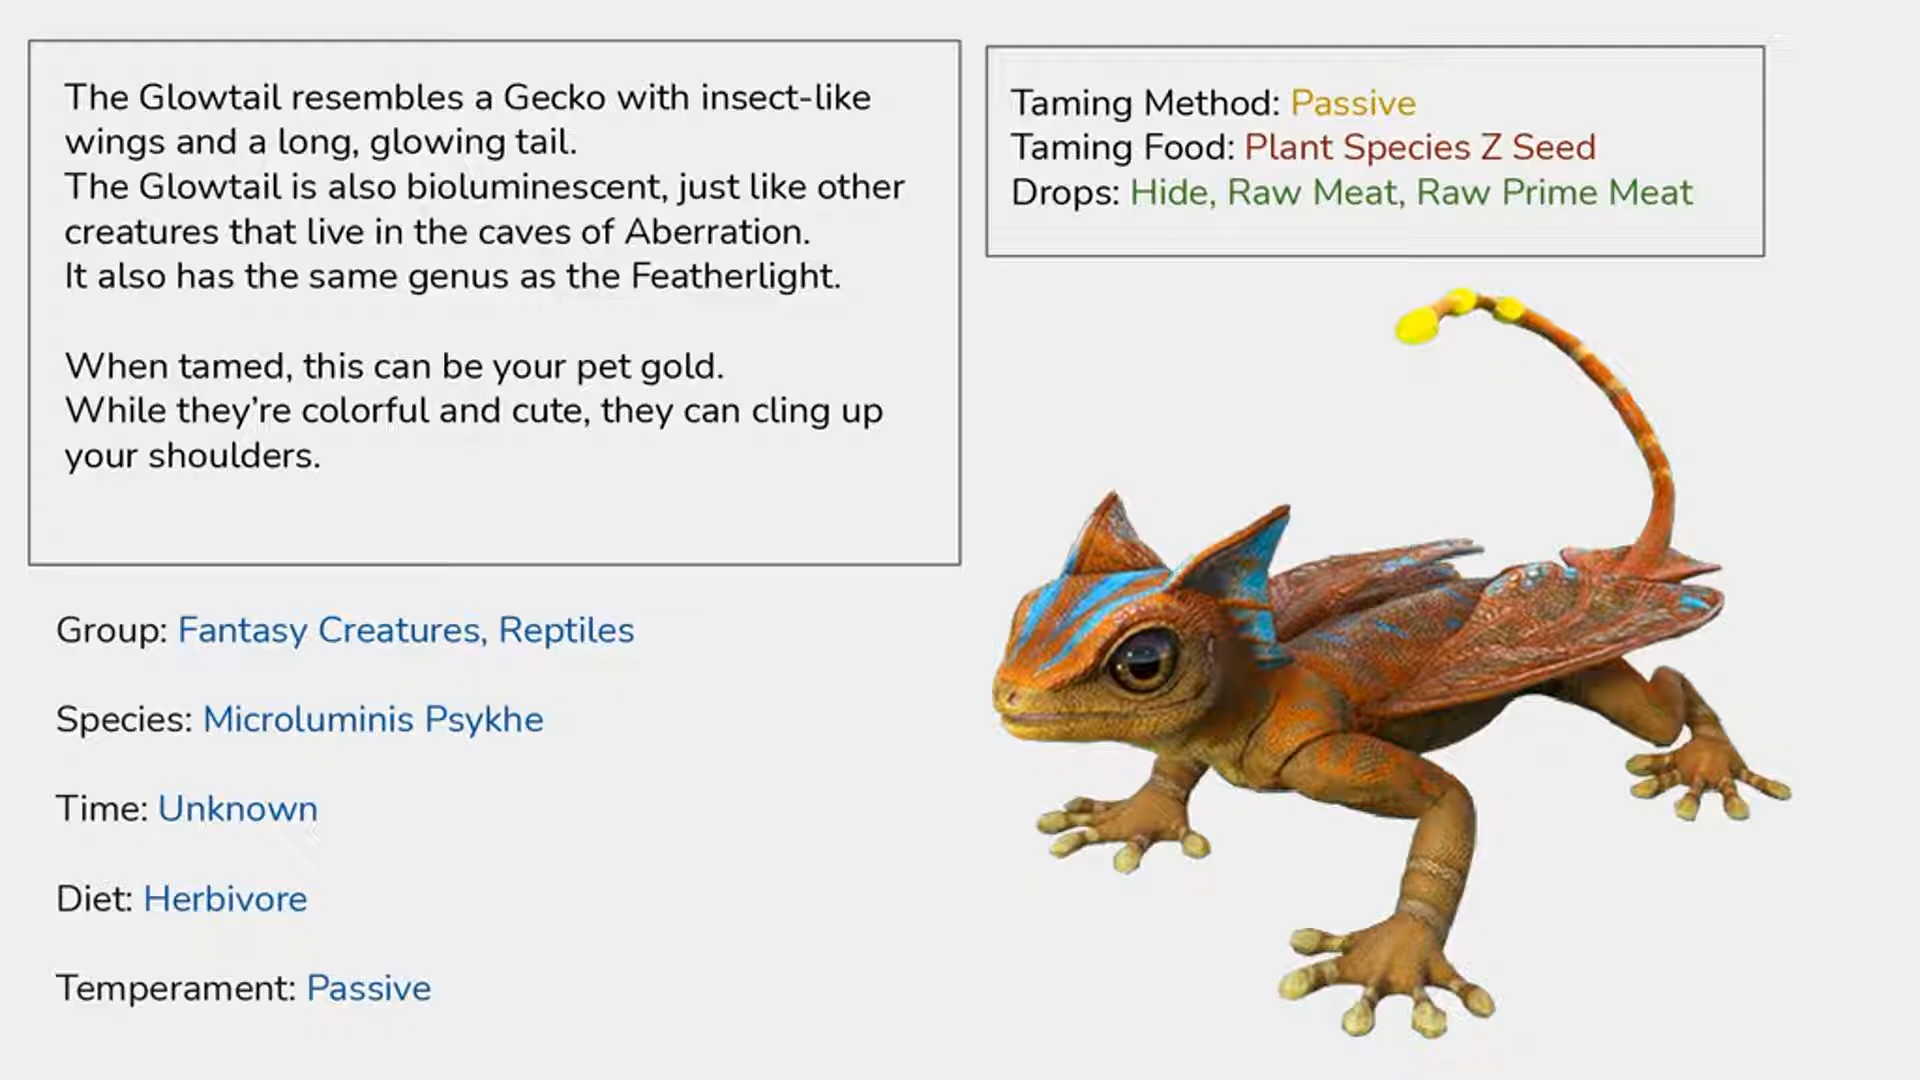 The Glowtail resembles a Gecko with insect-like
wings and a long, glowing tail.
The Glowtail is also bioluminescent, just like other
creatures that live in the caves of Aberration.
It also has the same genus as the Featherlight.
When tamed, this can be your pet gold.
While they’re colorful and cute, they can cling up
your shoulders.
Taming Method: Passive
Taming Food: Plant Species Z Seed
Drops: Hide, Raw Meat, Raw Prime Meat
Group: Fantasy Creatures, Reptiles
Species: Microluminis Psykhe
Time: Unknown
Diet: Herbivore
Temperament: Passive